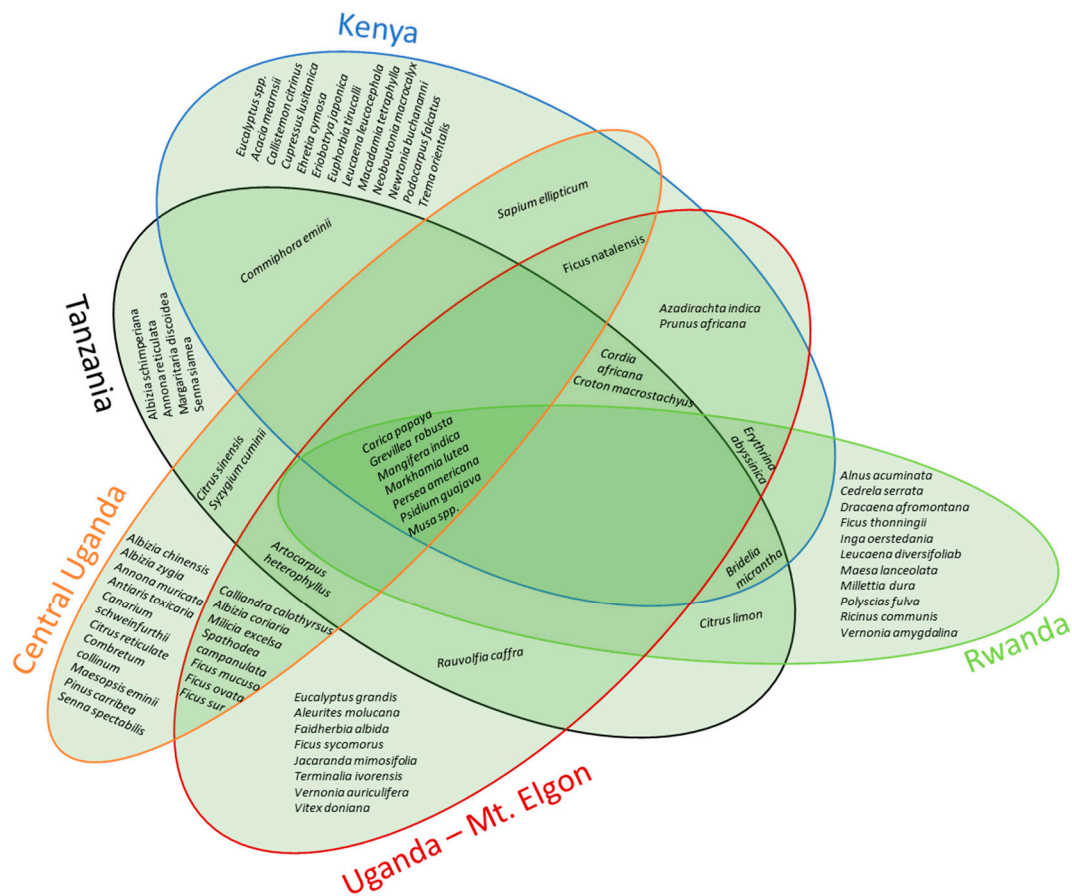 Kenya
Eucalyptus spp.
Acacia mearnsii
Callistemon citrinus
Cupressus lusitanica
Ehretia cymosa
Eriobotrya japonica
Euphorbia tirucalli
Leucaena leucocephala
Macadamia tetraphylla
Neoboutonia macrocalyx
Newtonia buchananni
Podocarpus falcatus
Trema orientalis
Sapium ellipticum
Commiphora eminii
Ficus natalensis
Azadirachta indica
Prunus africana
Tanzania
Albizia schimperiana
Annona reticulata
Margaritaria discoidea
Senna siamea
Cordia
africana
Croton macrostachyus
Carica papaya
Grevillea robusta
Mangifera indica
Markhamia lutea
Persea americana
Psidium guajava
Musa spp.
Erythrina
abyssinica
Citrus sinensis
Syzygium cuminii
Alnus acuminata
Cedrela serrata
Dracaena afromontana
Ficus thonningii
Inga oerstedania
Leucaena diversifoliab
Maesa lanceolata
Millettia dura
Polyscias fulva
Ricinus communis
Vernonia amygdalina
Rwanda
Central Uganda
Albizia chinensis
Albizia zygia
Annona muricata
Antiaris toxicaria
Canarium
schweinfurthii
Citrus reticulate
Combretum
collinum
Maesopsis eminii
Pinus carribea
Senna spectabilis
Artocarpus
heterophyllus
Bridelia
micrantha
Calliandra calothyrsus
Albizia coriaria
Milicia excelsa
Spathodea
campanulata
Ficus mucuso
Ficus ovata
Ficus sur
Citrus limon
Rauvolfia caffra
Eucalyptus grandis
Aleurites molucana
Faidherbia albida
Ficus sycomorus
Jacaranda mimosifolia
Terminalia ivorensis
Vernonia auriculifera
Vitex doniana
Uganda – Mt. Elgon